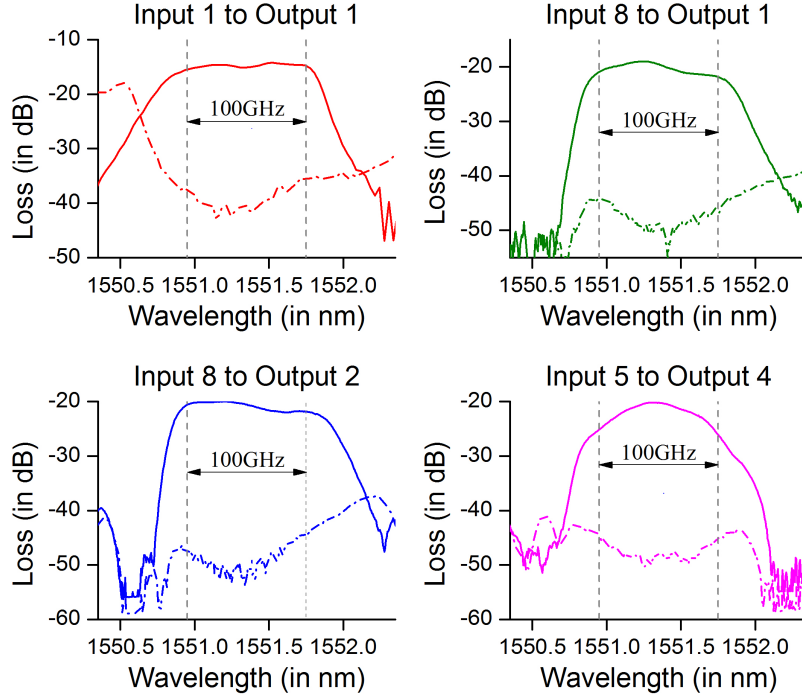 Input 1 to Output 1
-10
-20
-30
-40
-50
Loss (in dB)
100GHz
1550.5 1551.0 1551.5 1552.0
Wavelength (in nm)
Input 8 to Output 1
-20
-30
-40
-50
Loss (in dB)
100GHz
1550.5 1551.0 1551.5 1552.0
Wavelength (in nm)
Input 8 to Output 2
-20
-30
-40
-50
-60
Loss (in dB)
100GHz
1550.5 1551.0 1551.5 1552.0
Wavelength (in nm)
Input 5 to Output 4
-20
-30
-40
-50
-60
Loss (in dB)
100GHz
1550.5 1551.0 1551.5 1552.0
Wavelength (in nm)